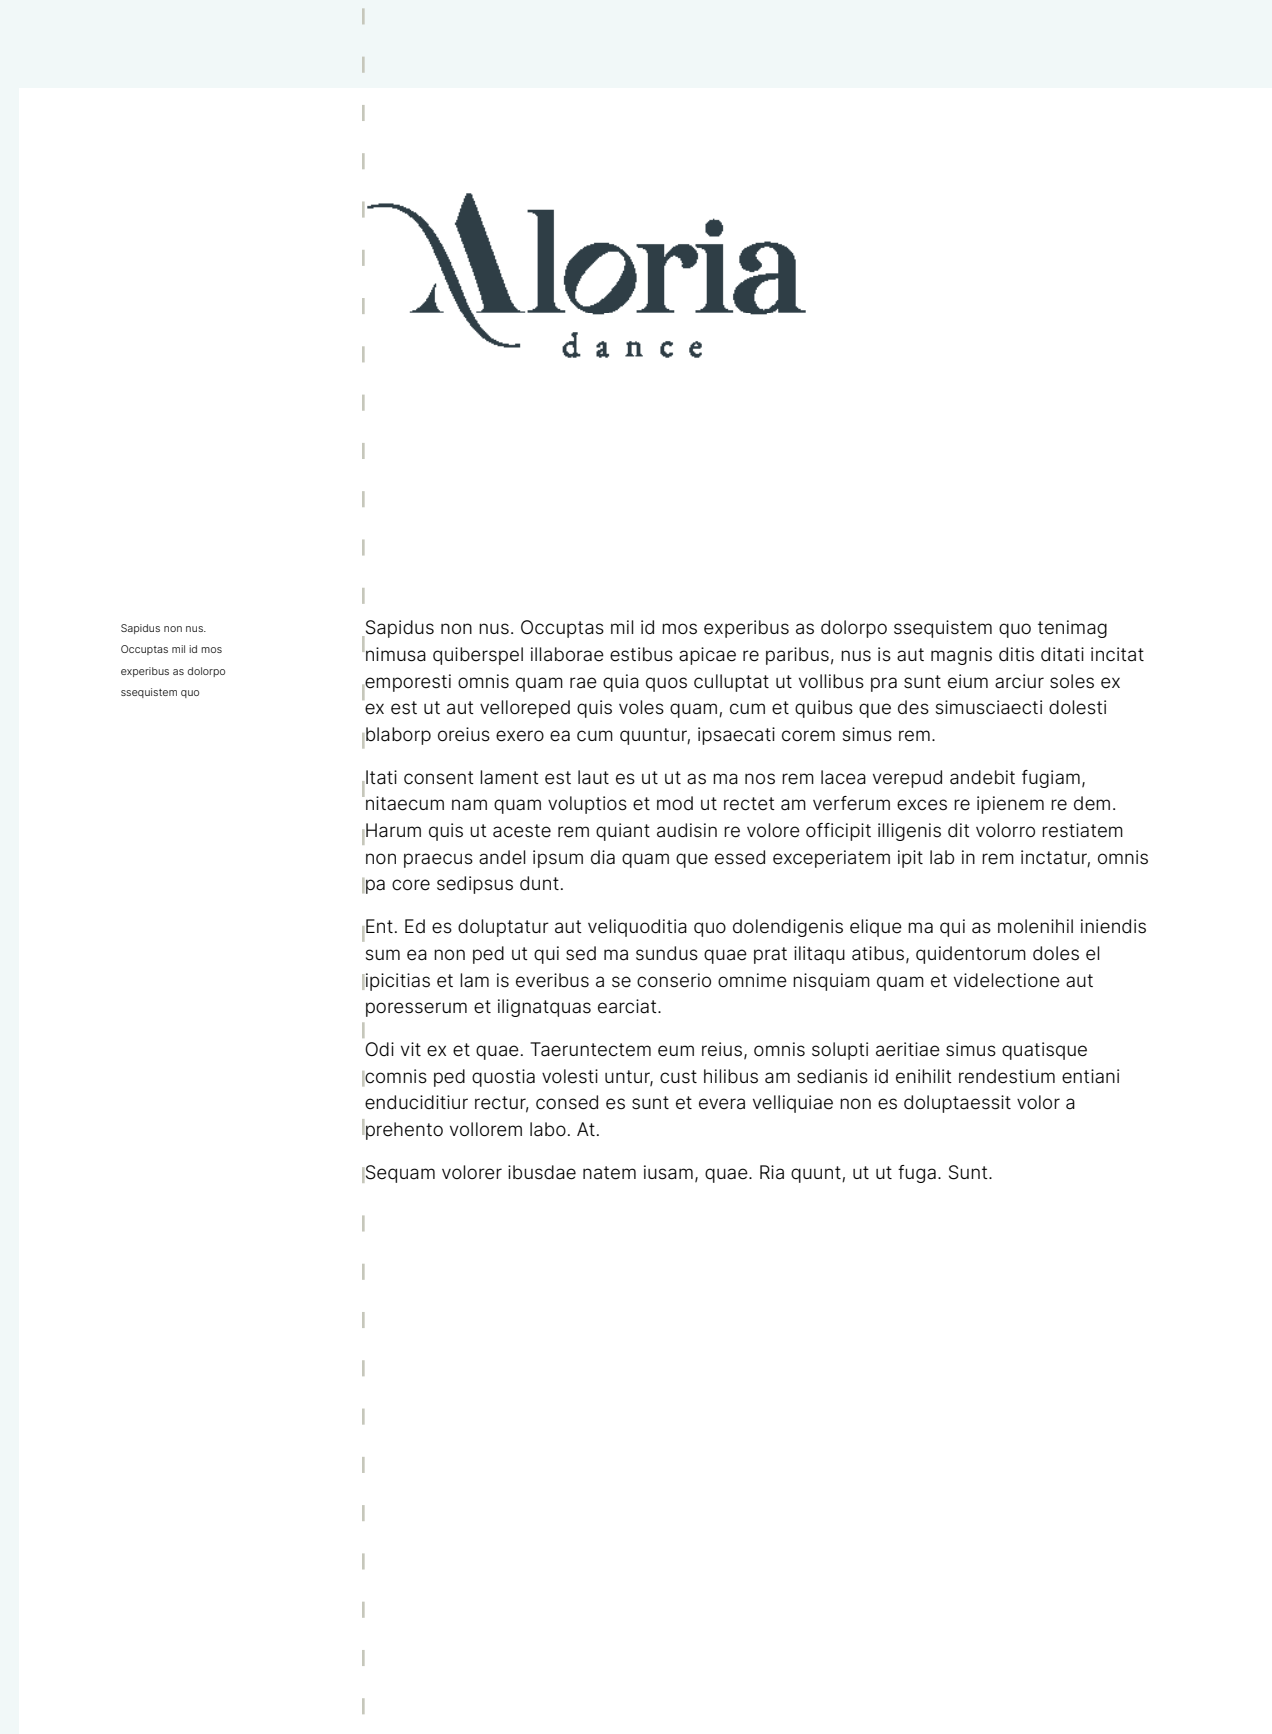 Aloria
dance
Sapidus non nus.
Occuptas mil id mos
experibus as dolorpo
ssequistem quo
Sapidus non nus. Occuptas mil id mos experibus as dolorpo ssequistem quo tenimag
nimusa quiberspel illaborae estibus apicae re paribus, nus is aut magnis ditis ditati incitat
emporesti omnis quam rae quia quos culluptat ut vollibus pra sunt eium arciur soles ex
ex est ut aut velloreped quis voles quam, cum et quibus que des simusciaecti dolesti
blaborp oreius exero ea cum quuntur, ipsaecati corem simus rem.
Itati consent lament est laut es ut ut as ma nos rem lacea verepud andebit fugiam,
nitaecum nam quam voluptios et mod ut rectet am verferum exces re ipienem re dem.
Harum quis ut aceste rem quiant audisin re volore officipit illigenis dit volorro restiatem
non praecus andel ipsum dia quam que essed exceperiatem ipit lab in rem inctatur, omnis
pa core sedipsus dunt.
Ent. Ed es doluptatur aut veliquoditia quo dolendigenis elique ma qui as molenihil iniendis
sum ea non ped ut qui sed ma sundus quae prat ilitaqu atibus, quidentorum doles el
ipicitias et lam is everibus a se conserio omnime nisquiam quam et videlectione aut
poresserum et ilignatquas earciat.
Odi vit ex et quae. Taeruntectem eum reius, omnis solupti aeritiae simus quatisque
comnis ped quostia volesti untur, cust hilibus am sedianis id enihilit rendestium entiani
enduciditiur rectur, consed es sunt et evera velliquiae non es doluptaessit volor a
prehento vollorem labo. At.
Sequam volorer ibusdae natem iusam, quae. Ria quunt, ut ut fuga. Sunt.